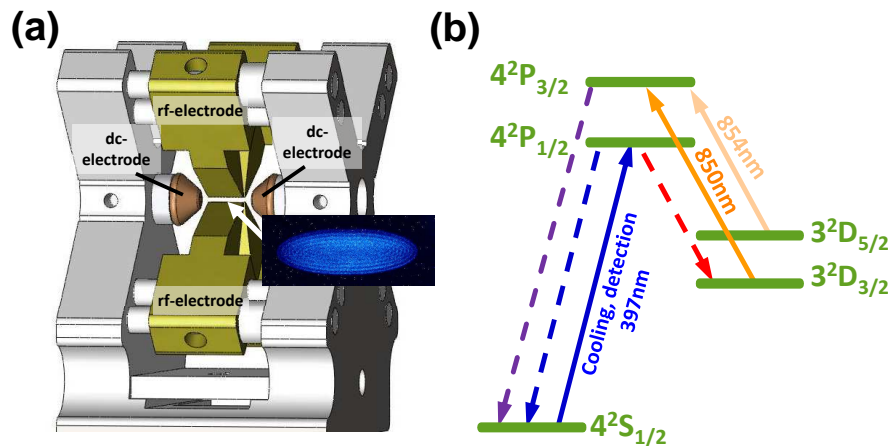 (a)
rf-electrode
dc-
electrode
dc-
electrode
rf-electrode
(b)
4²P₃/₂
4²P₁/₂
854nm
850nm
3²D₅/₂
3²D₃/₂
Cooling, detection
397nm
4²S₁/₂